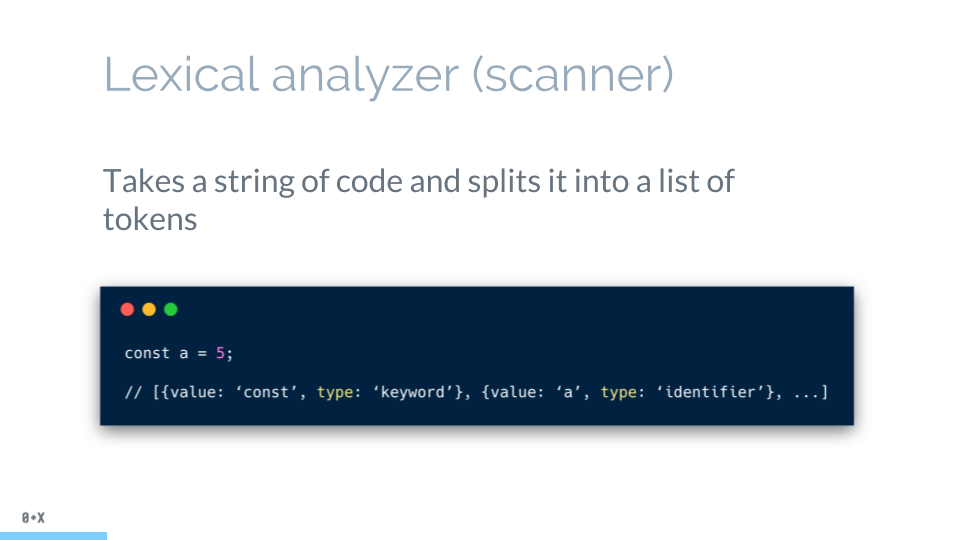 Lexical analyzer (scanner)
Takes a string of code and splits it into a list of
tokens
const a = 5;
// [{value: ‘const’, type: ‘keyword’}, {value: ‘a’, type: ‘identifier’}, ...]
0+X